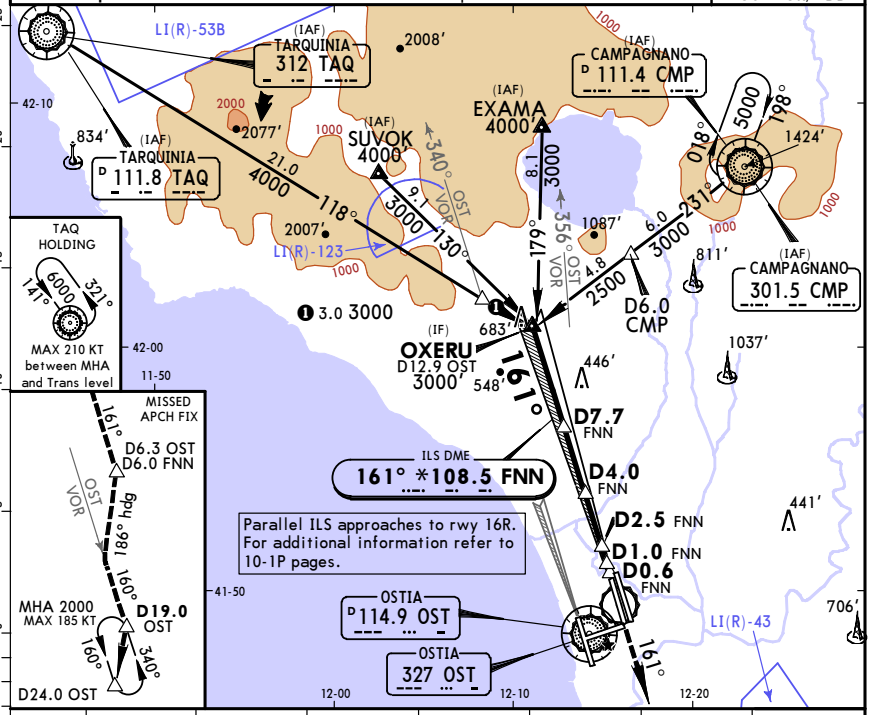 LI(R)-53B
(IAF)
TARQUINIA
312 TAQ
2008'
1000
(IAF)
CAMPAGNANO
D 111.4 CMP
42-10
2000
2077'
834'
(IAF)
TARQUINIA
D 111.8 TAQ
1000
(IAF)
SUVOK
4000'
(IAF)
EXAMA
4000'
340° OST
VOR
8.1
3000
179°
356° OST
VOR
5000
018°
198°
1424'
21.0
4000
118°
9.1
3000
130°
2007'
LI(R)-123
1000
1087'
6.0
3000
231°
1000
1000
4.8
2500
D6.0
CMP
811'
(IAF)
CAMPAGNANO
301.5 CMP
TAQ
HOLDING
6000
141°
321°
MAX 210 KT
between MHA
and Trans level
1 3.0 3000
1
683'
(IF)
OXERU
D12.9 OST
3000'
548'
161°
446'
1037'
42-00
11-50
MISSED
APCH FIX
161°
D6.3 OST
D6.0 FNN
OST
VOR
186° hdg
160°
MHA 2000
MAX 185 KT
D19.0
OST
160°
340°
D24.0 OST
D7.7
FNN
ILS DME
161° *108.5 FNN
D4.0
FNN
Parallel ILS approaches to rwy 16R.
For additional information refer to
10-1P pages.
D2.5 FNN
D1.0 FNN
D0.6
FNN
441'
41-50
OSTIA
D 114.9 OST
OSTIA
327 OST
161°
LI(R)-43
706'
12-00
12-10
12-20